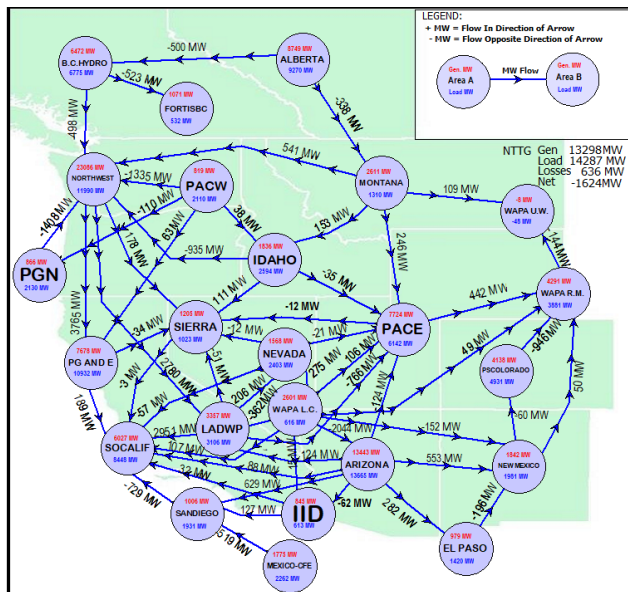 LEGEND:
+ MW = Flow In Direction of Arrow
- MW = Flow Opposite Direction of Arrow
Gen. MW
Area A
Load MW
MW Flow
Gen. MW
Area B
Load MW
NTTG Gen 13298MW
Load 14287 MW
Losses 636 MW
Net -1624MW
6472 MW
B.C.HYDRO
6775 MW
-500 MW
8749 MW
ALBERTA
9270 MW
-523 MW
1071 MW
FORTISBC
532 MW
-498 MW
-338 MW
541 MW
23086 MW
NORTHWEST
11990 MW
-1335 MW
819 MW
PACW
2110 MW
2611 MW
MONTANA
1310 MW
109 MW
-5 MW
WAPA U.W.
-45 MW
-110 MW
38 MW
153 MW
-1408 MW
-178 MW
63 MW
-935 MW
246 MW
-144 MW
866 MW
PGN
2130 MW
1836 MW
IDAHO
2594 MW
-35 MW
111 MW
442 MW
4291 MW
WAPA R.M.
3881 MW
3765 MW
-34 MW
1205 MW
SIERRA
1023 MW
-12 MW
7724 MW
PACE
6142 MW
-12 MW
-21 MW
49 MW
-946 MW
7678 MW
PG AND E
10932 MW
-3 MW
2780 MW
-51 MW
1568 MW
NEVADA
2403 MW
275 MW
106 MW
-766 MW
4138 MW
PSCOLORADO
4931 MW
50 MW
189 MW
-57 MW
206 MW
362 MW
2601 MW
WAPA L.C.
616 MW
-124 MW
-60 MW
3357 MW
LADWP
3106 MW
2044 MW
-152 MW
6027 MW
SOCALIF
8446 MW
107 MW
-124 MW
13443 MW
ARIZONA
13665 MW
553 MW
1842 MW
NEW MEXICO
1981 MW
32 MW
88 MW
629 MW
-62 MW
-729 MW
127 MW
845 MW
IID
613 MW
282 MW
-196 MW
1006 MW
SANDIEGO
1931 MW
-519 MW
1773 MW
MEXICO-CFE
2262 MW
979 MW
EL PASO
1420 MW